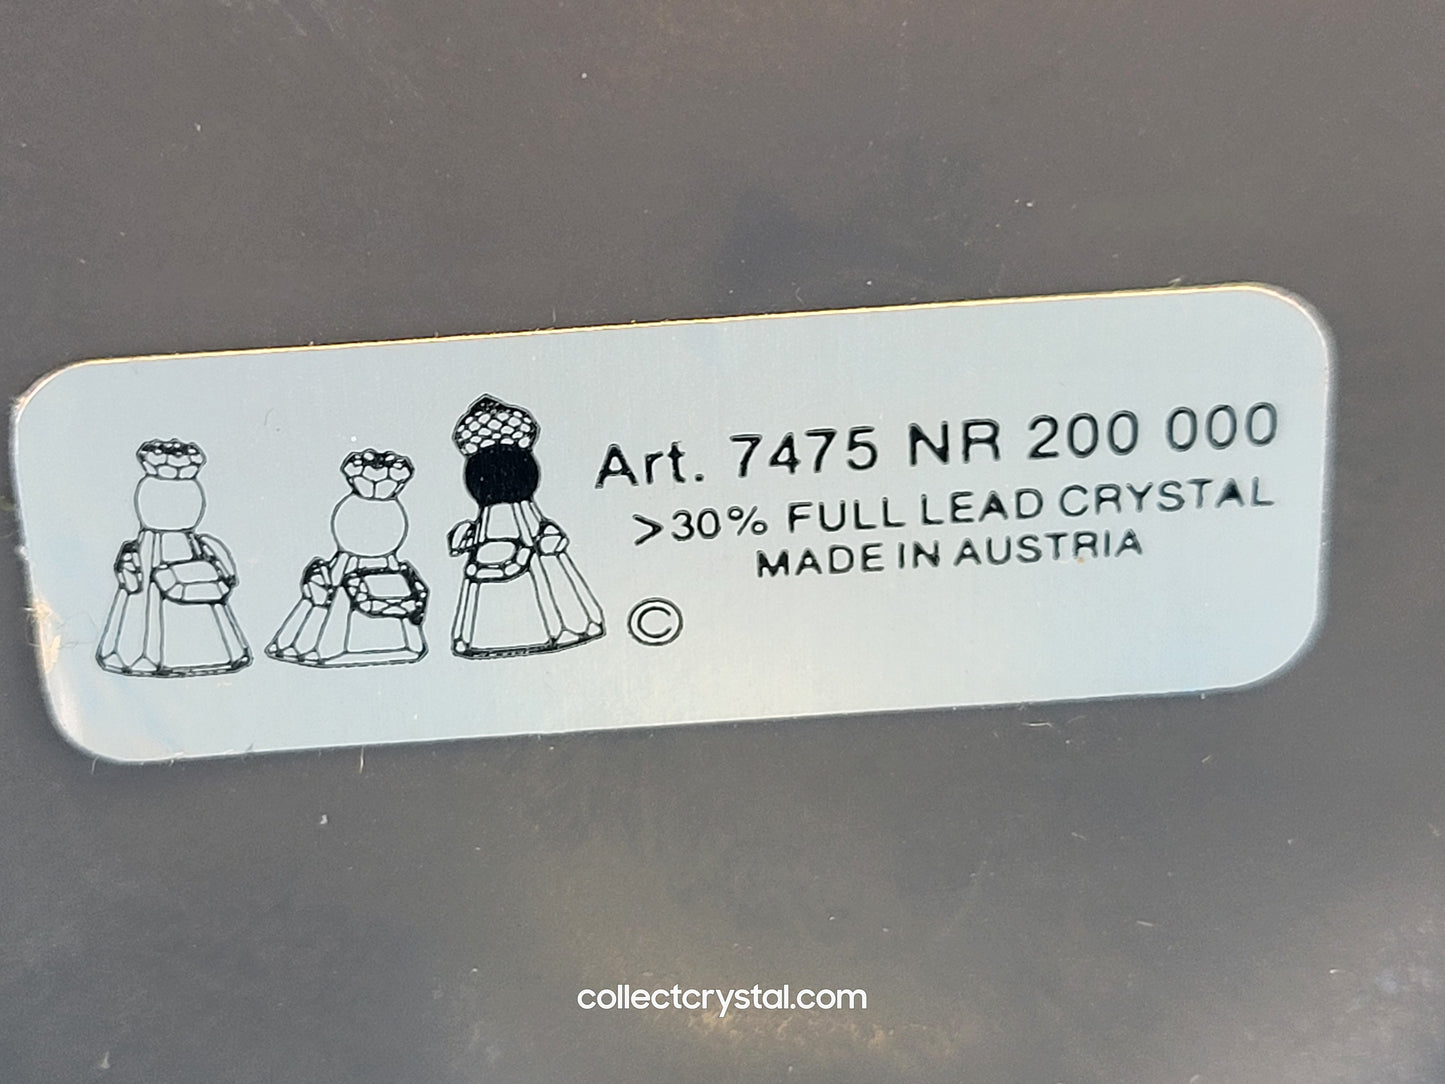 Art. 7475 NR 200 000
>30% FULL LEAD CRYSTAL
MADE IN AUSTRIA
©
collectcrystal.com